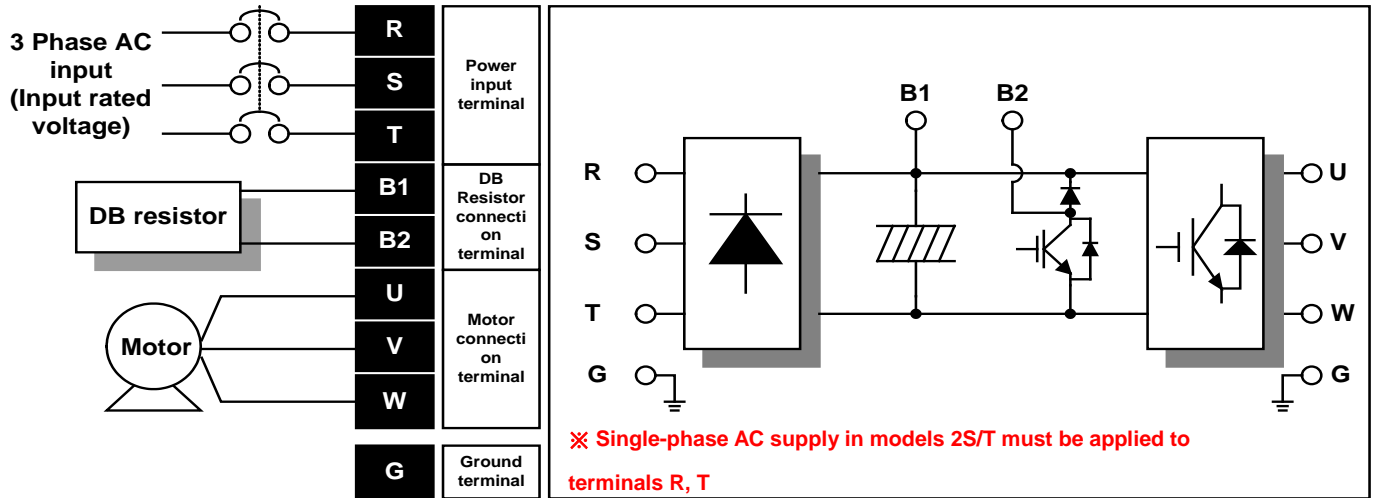 3 Phase AC
input
(Input rated
voltage)
R
S
T
Power
input
terminal
DB resistor
B1
B2
DB
Resistor
connecti
on
terminal
Motor
U
V
W
Motor
connecti
on
terminal
G
Ground
terminal
B1 B2
R
S
T
G
U
V
W
G
※ Single-phase AC supply in models 2S/T must be applied to
terminals R, T